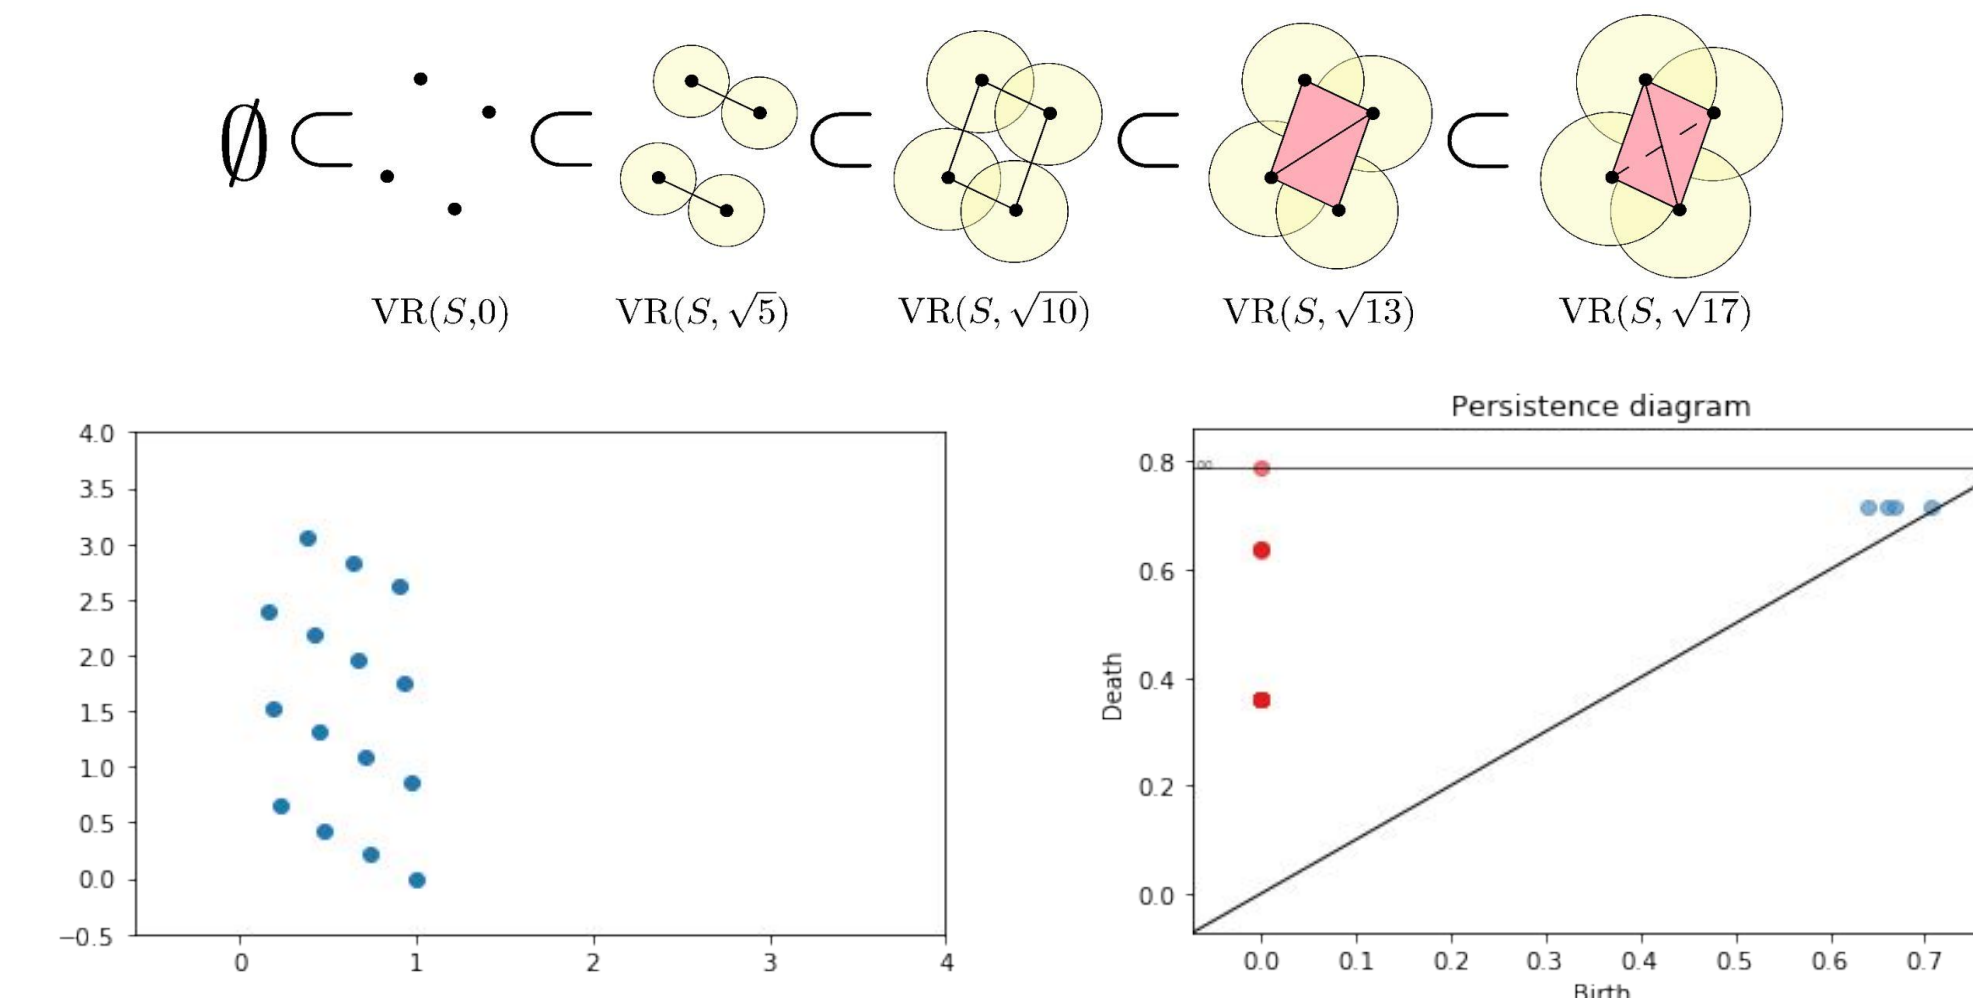 ∅ ⊂ ⊂ ⊂ ⊂ ⊂
VR(S,0) VR(S, √5) VR(S, √10) VR(S, √13) VR(S, √17)
4.0
3.5
3.0
2.5
2.0
1.5
1.0
0.5
0.0
−0.5
0 1 2 3 4
Persistence diagram
0.8
∞
0.6
0.4
0.2
0.0
Death
0.0 0.1 0.2 0.3 0.4 0.5 0.6 0.7
Birth